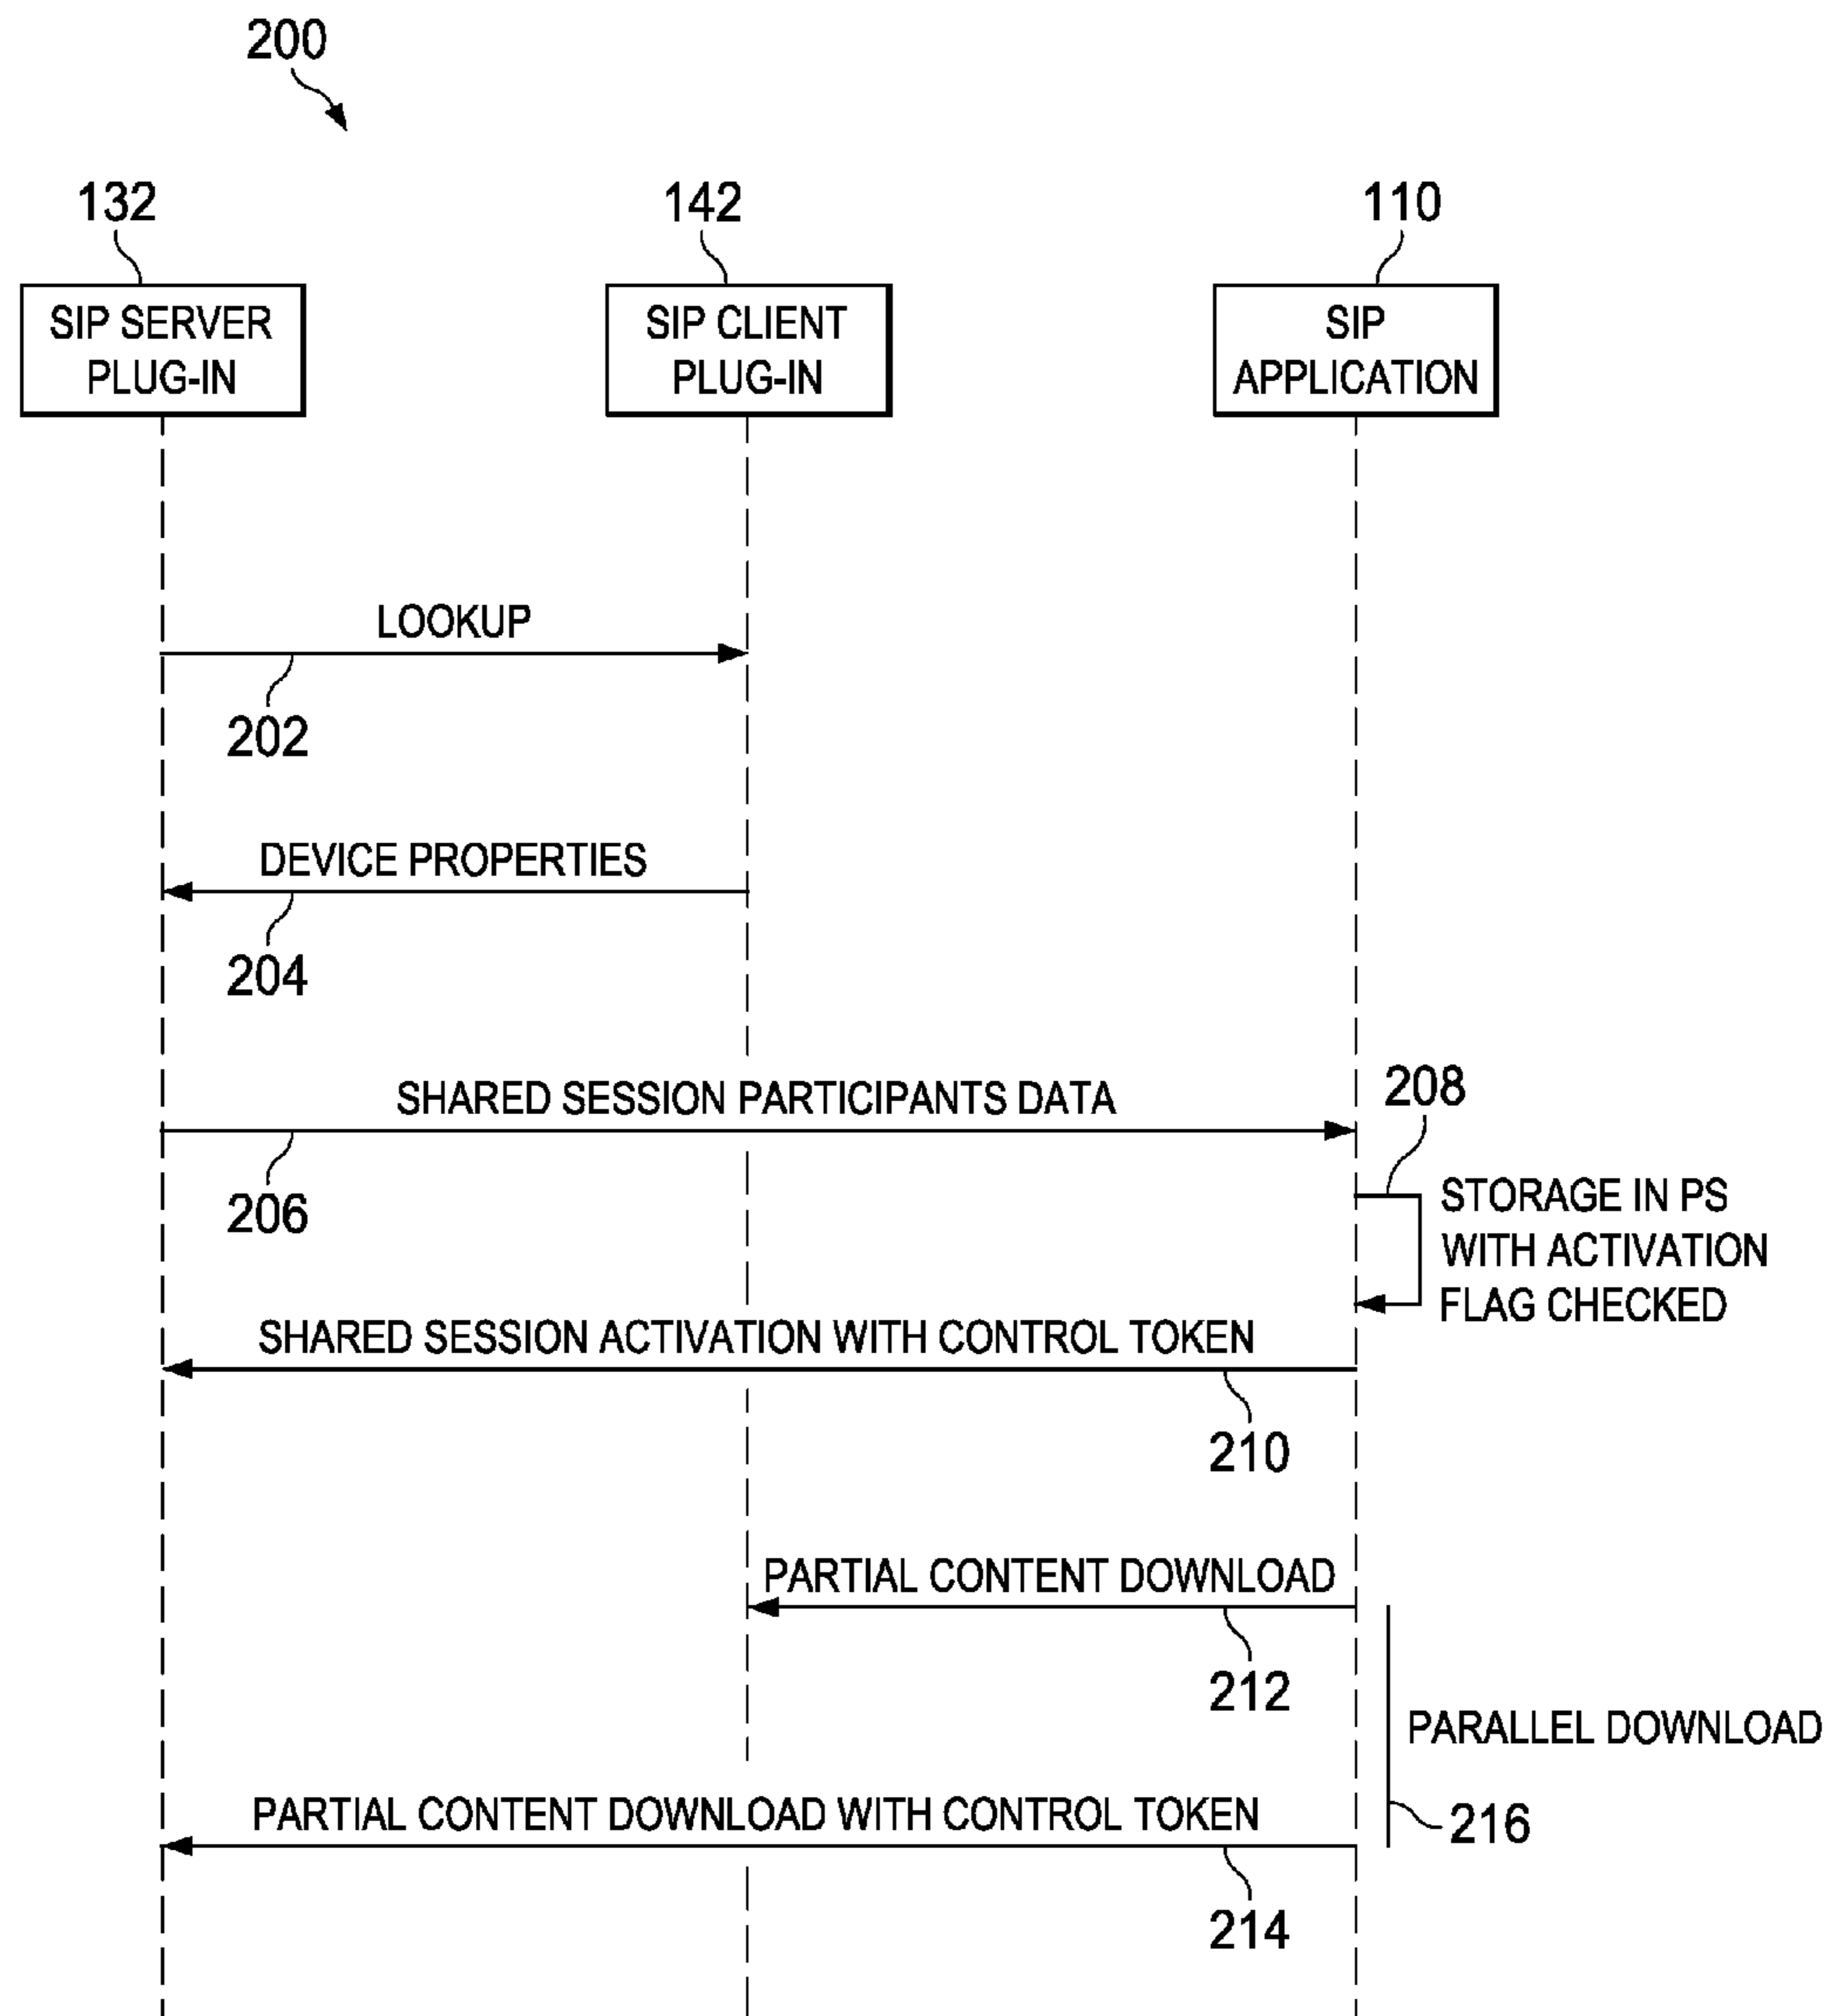 200
132
142
110
SIP SERVER
PLUG-IN
SIP CLIENT
PLUG-IN
SIP
APPLICATION
LOOKUP
202
DEVICE PROPERTIES
204
SHARED SESSION PARTICIPANTS DATA
206
208
STORAGE IN PS
WITH ACTIVATION
FLAG CHECKED
SHARED SESSION ACTIVATION WITH CONTROL TOKEN
210
PARTIAL CONTENT DOWNLOAD
212
PARALLEL DOWNLOAD
216
PARTIAL CONTENT DOWNLOAD WITH CONTROL TOKEN
214